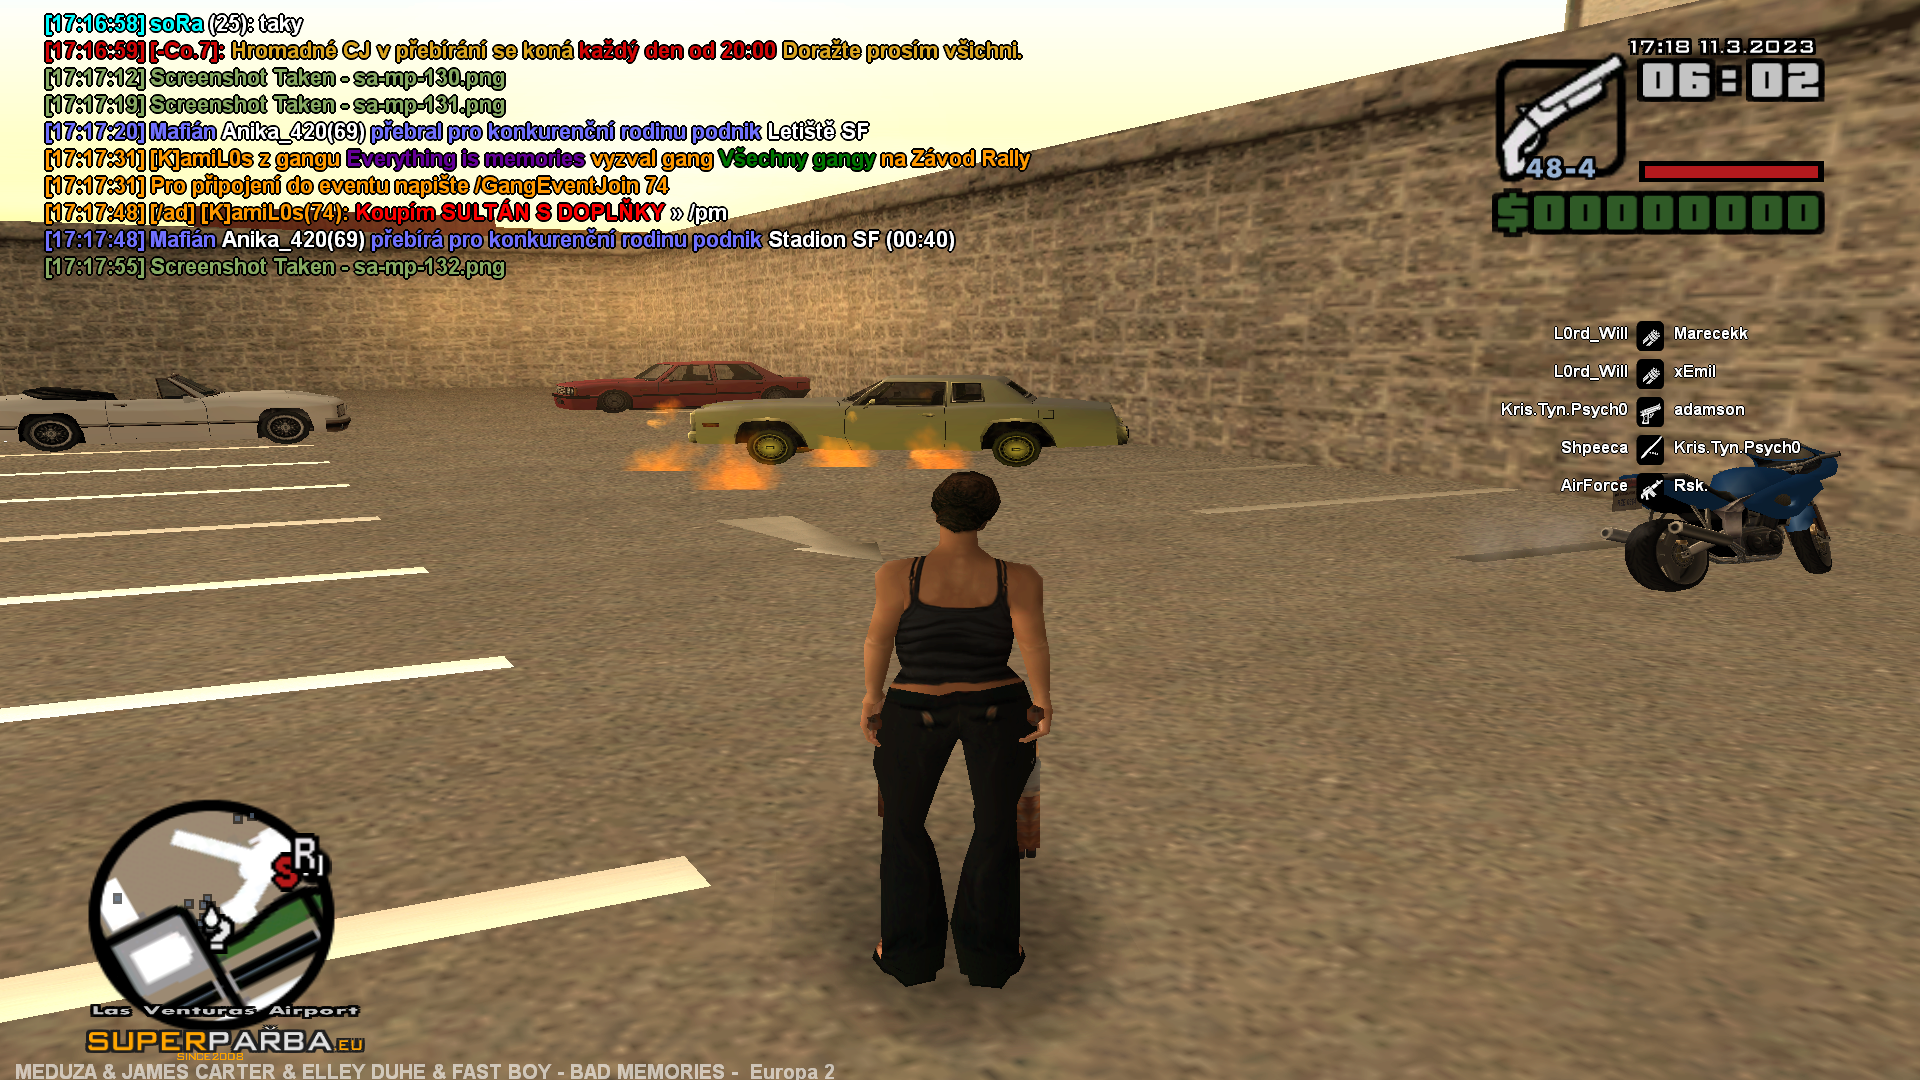 [17:16:58] soRa (25): taky
[17:16:59] [-Co.7]: Hromadné CJ v přebírání se koná každý den od 20:00 Doražte prosím všichni.
[17:17:12] Screenshot Taken - sa-mp-130.png
[17:17:19] Screenshot Taken - sa-mp-131.png
[17:17:20] Mafián Anika_420(69) přebral pro konkurenční rodinu podnik Letiště SF
[17:17:31] [K]amiL0s z gangu Everything is memories vyzval gang Všechny gangy na Závod Rally
[17:17:31] Pro připojení do eventu napište /GangEventJoin 74
[17:17:48] [/ad] [K]amiL0s(74): Koupím SULTÁN S DOPLŇKY » /pm
[17:17:48] Mafián Anika_420(69) přebírá pro konkurenční rodinu podnik Stadion SF (00:40)
[17:17:55] Screenshot Taken - sa-mp-132.png
17:18 11.3.2023
06:02
48-4
$00000000
L0rd_Will Marecekk
L0rd_Will xEmil
Kris.Tyn.Psych0 adamson
Shpeeca Kris.Tyn.Psych0
AirForce Rsk.
S R
Las Venturas Airport
SUPERPAŘBA.EU
SINCE2008
MEDUZA & JAMES CARTER & ELLEY DUHE & FAST BOY - BAD MEMORIES - Europa 2